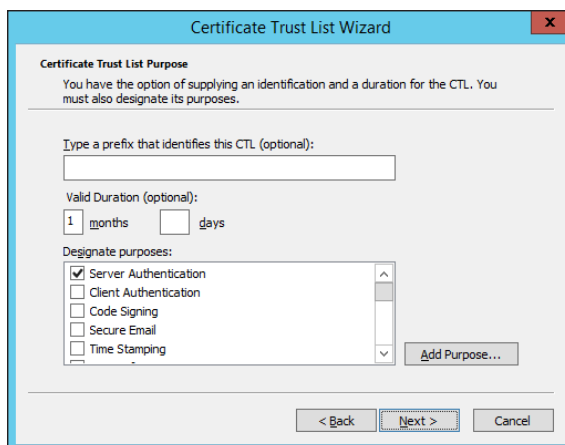 Certificate Trust List Wizard
x
Certificate Trust List Purpose
You have the option of supplying an identification and a duration for the CTL. You
must also designate its purposes.
Type a prefix that identifies this CTL (optional):
Valid Duration (optional):
1 months days
Designate purposes:
Server Authentication
Client Authentication
Code Signing
Secure Email
Time Stamping
Add Purpose...
< Back Next > Cancel